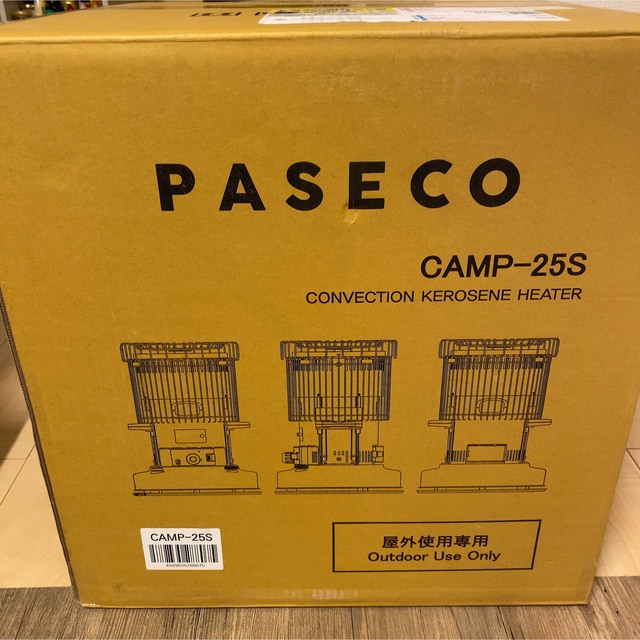 PASECO
CAMP-25S
CONVECTION KEROSENE HEATER
CAMP-25S
屋外使用専用
Outdoor Use Only